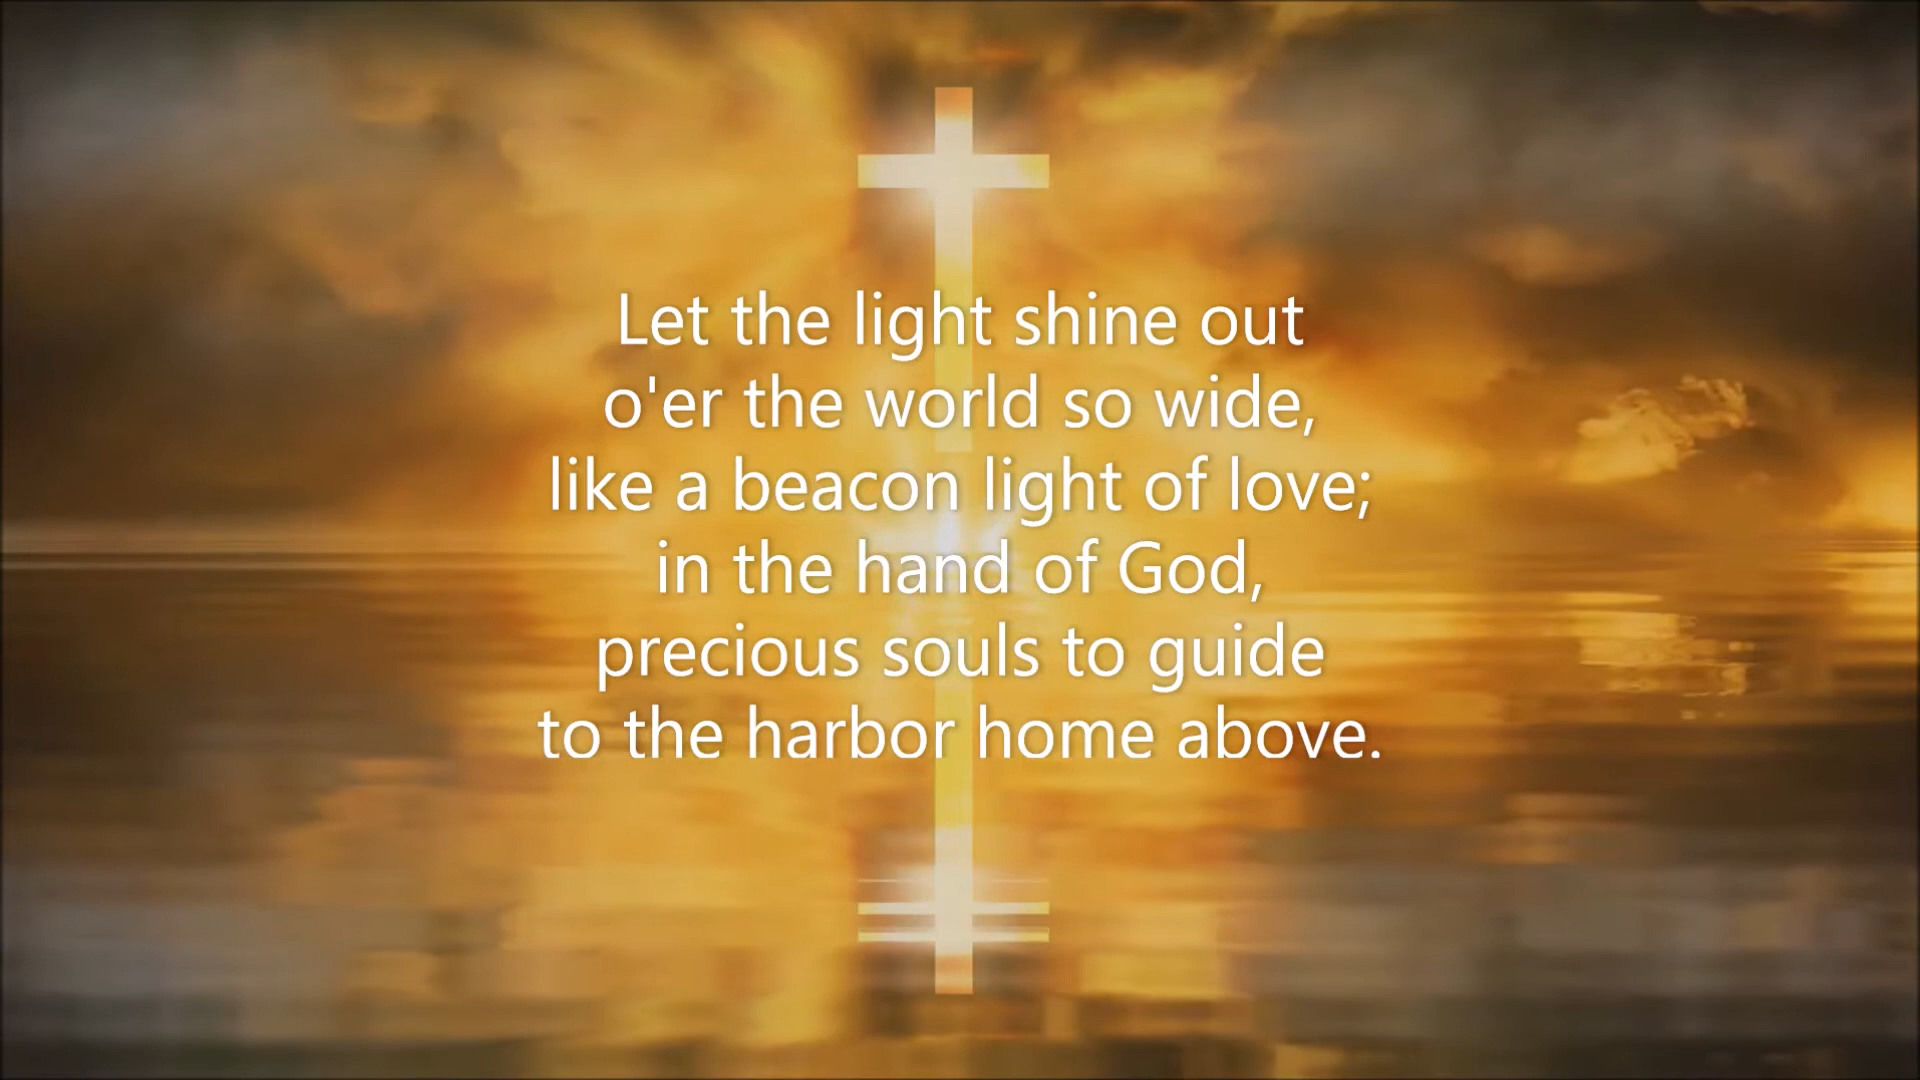 Let the light shine out
o'er the world so wide,
like a beacon light of love;
in the hand of God,
precious souls to guide
to the harbor home above.